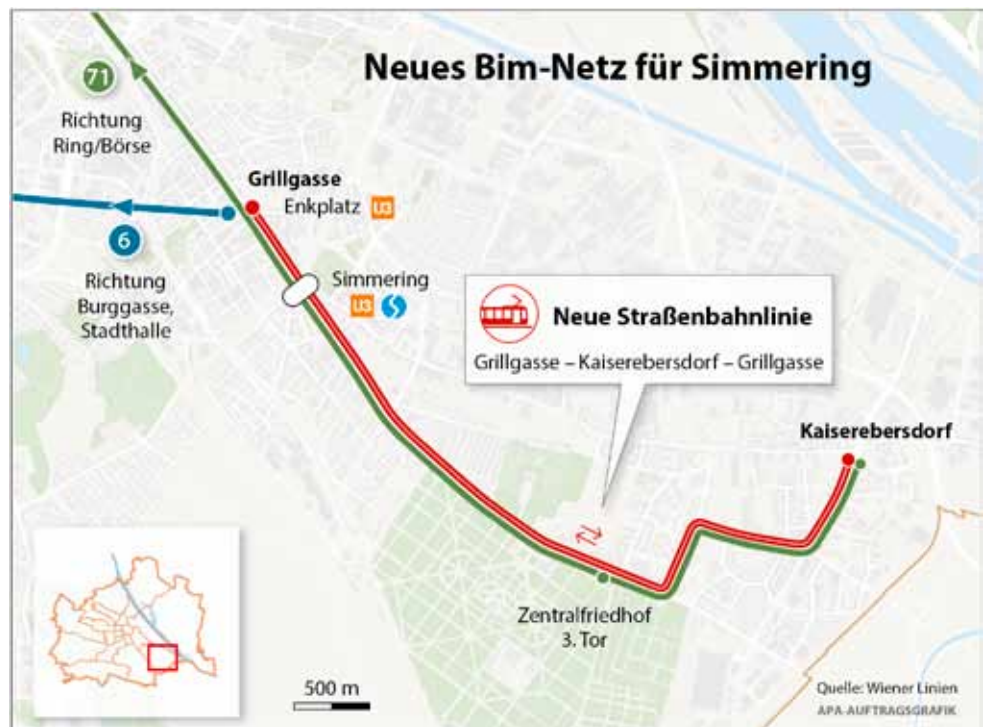 Neues Bim-Netz für Simmering
71
Richtung
Ring/Börse
Grillgasse
Enkplatz U3
6
Richtung
Burggasse,
Stadthalle
Simmering
U3 S
Neue Straßenbahnlinie
Grillgasse – Kaiserebersdorf – Grillgasse
Kaiserebersdorf
Zentralfriedhof
3. Tor
500 m
Quelle: Wiener Linien
APA-AUFTRAGSGRAFIK